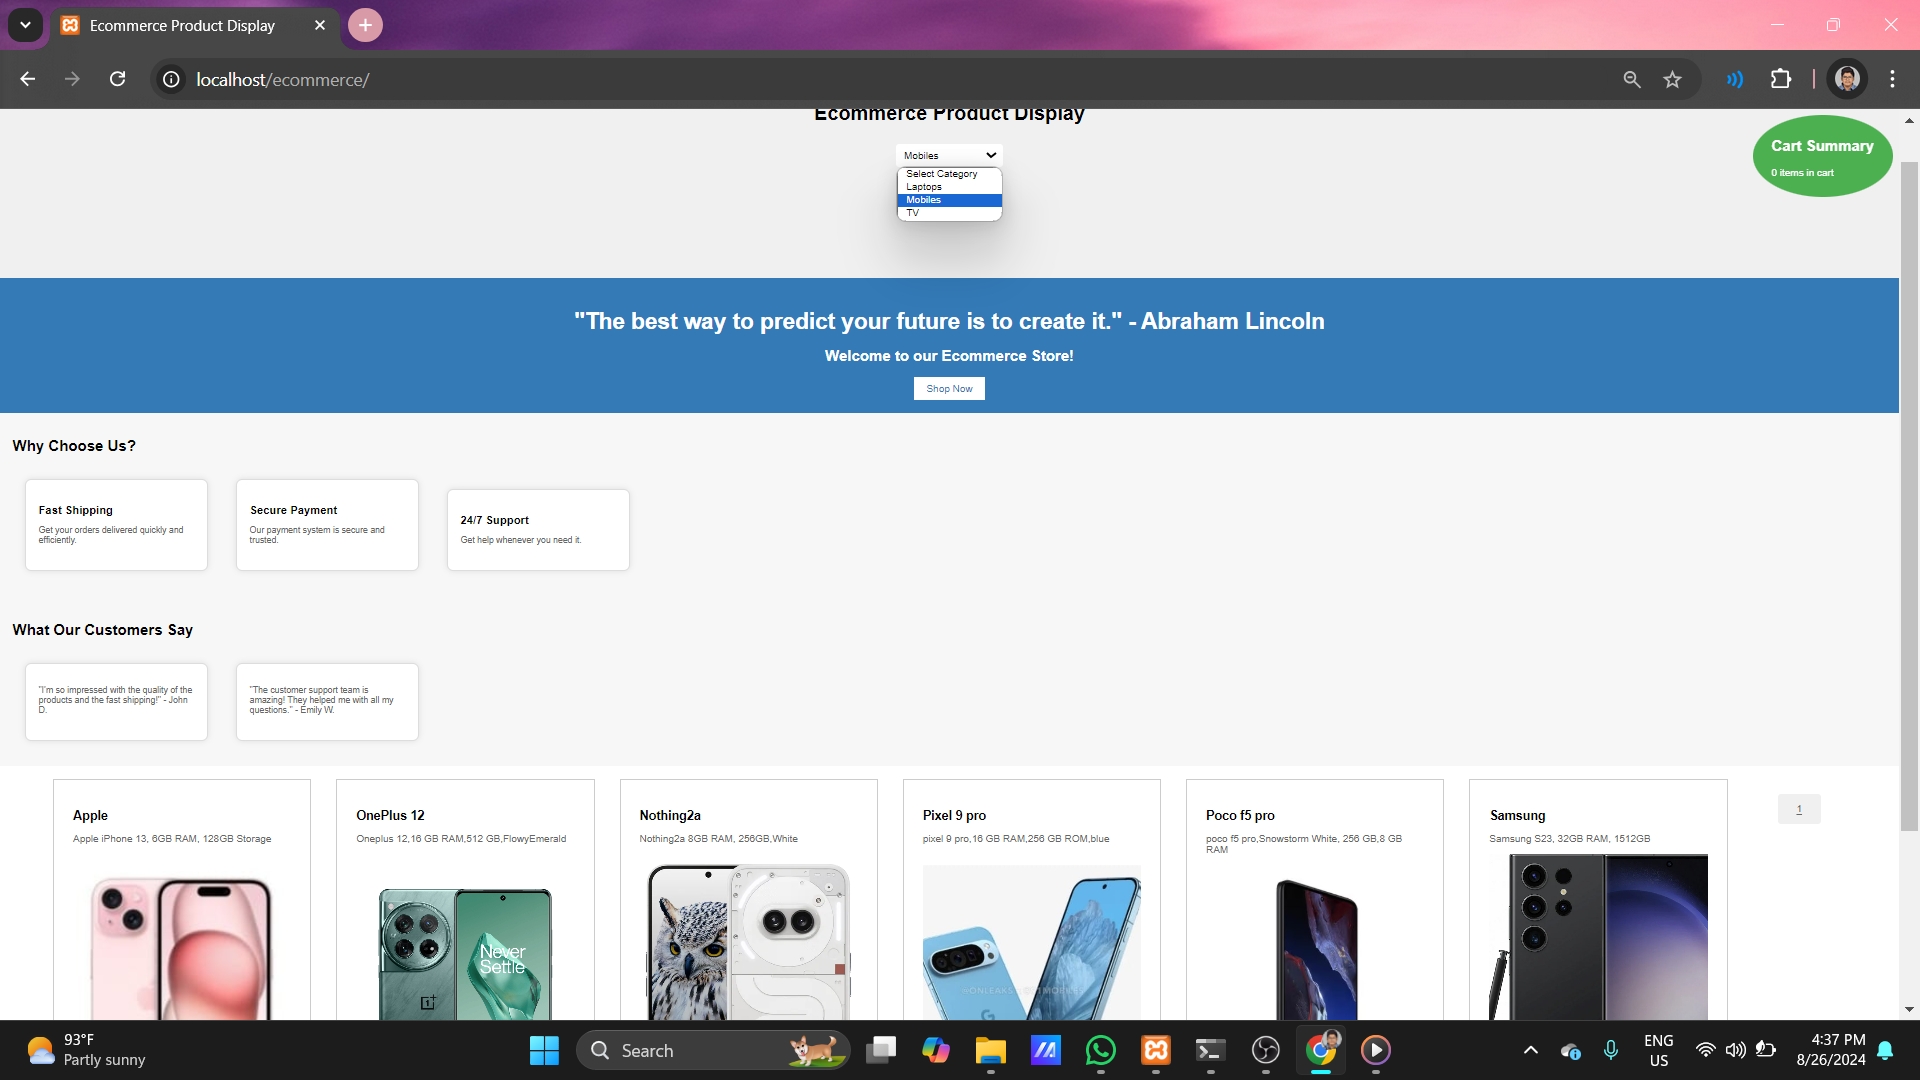 Ecommerce Product Display
localhost/ecommerce/
Ecommerce Product Display
Mobiles
Select Category
Laptops
Mobiles
TV
Cart Summary
0 items in cart
"The best way to predict your future is to create it." - Abraham Lincoln
Welcome to our Ecommerce Store!
Shop Now
Why Choose Us?
Fast Shipping
Get your orders delivered quickly and
efficiently.
Secure Payment
Our payment system is secure and
trusted.
24/7 Support
Get help whenever you need it.
What Our Customers Say
"I'm so impressed with the quality of the
products and the fast shipping!" - John
D.
"The customer support team is
amazing! They helped me with all my
questions." - Emily W.
Apple
Apple iPhone 13, 6GB RAM, 128GB Storage
OnePlus 12
Oneplus 12,16 GB RAM,512 GB,FlowyEmerald
Never
Settle
Nothing2a
Nothing2a 8GB RAM, 256GB,White
Pixel 9 pro
pixel 9 pro,16 GB RAM,256 GB ROM,blue
Poco f5 pro
poco f5 pro,Snowstorm White, 256 GB,8 GB
RAM
Samsung
Samsung S23, 32GB RAM, 1512GB
1
93°F
Partly sunny
Search
ENG
US
4:37 PM
8/26/2024